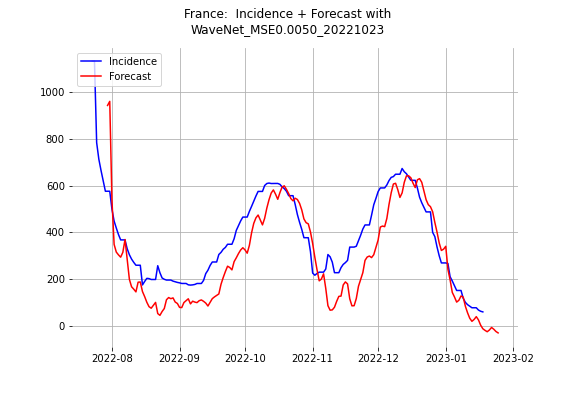 France:  Incidence + Forecast with
WaveNet_MSE0.0050_20221023
Incidence
Forecast
1000
800
600
400
200
0
2022-08 2022-09 2022-10 2022-11 2022-12 2023-01 2023-02